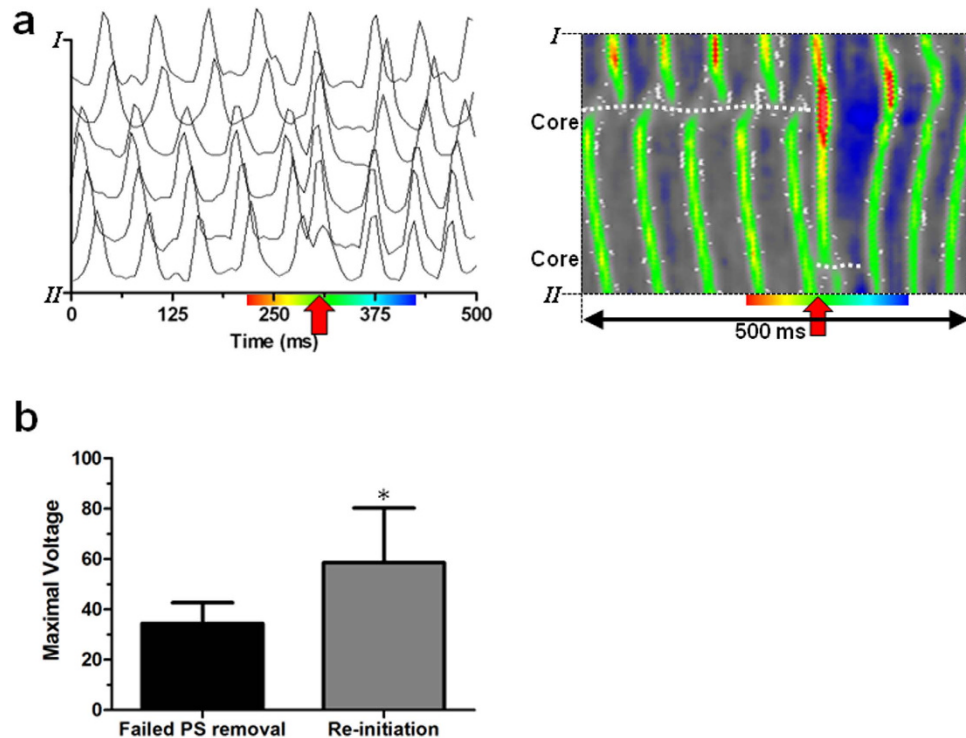 a
I
II
0
125
250
375
500
Time (ms)
I
Core
Core
II
500 ms
b
100
80
60
40
20
0
Maximal Voltage
*
Failed PS removal
Re-initiation